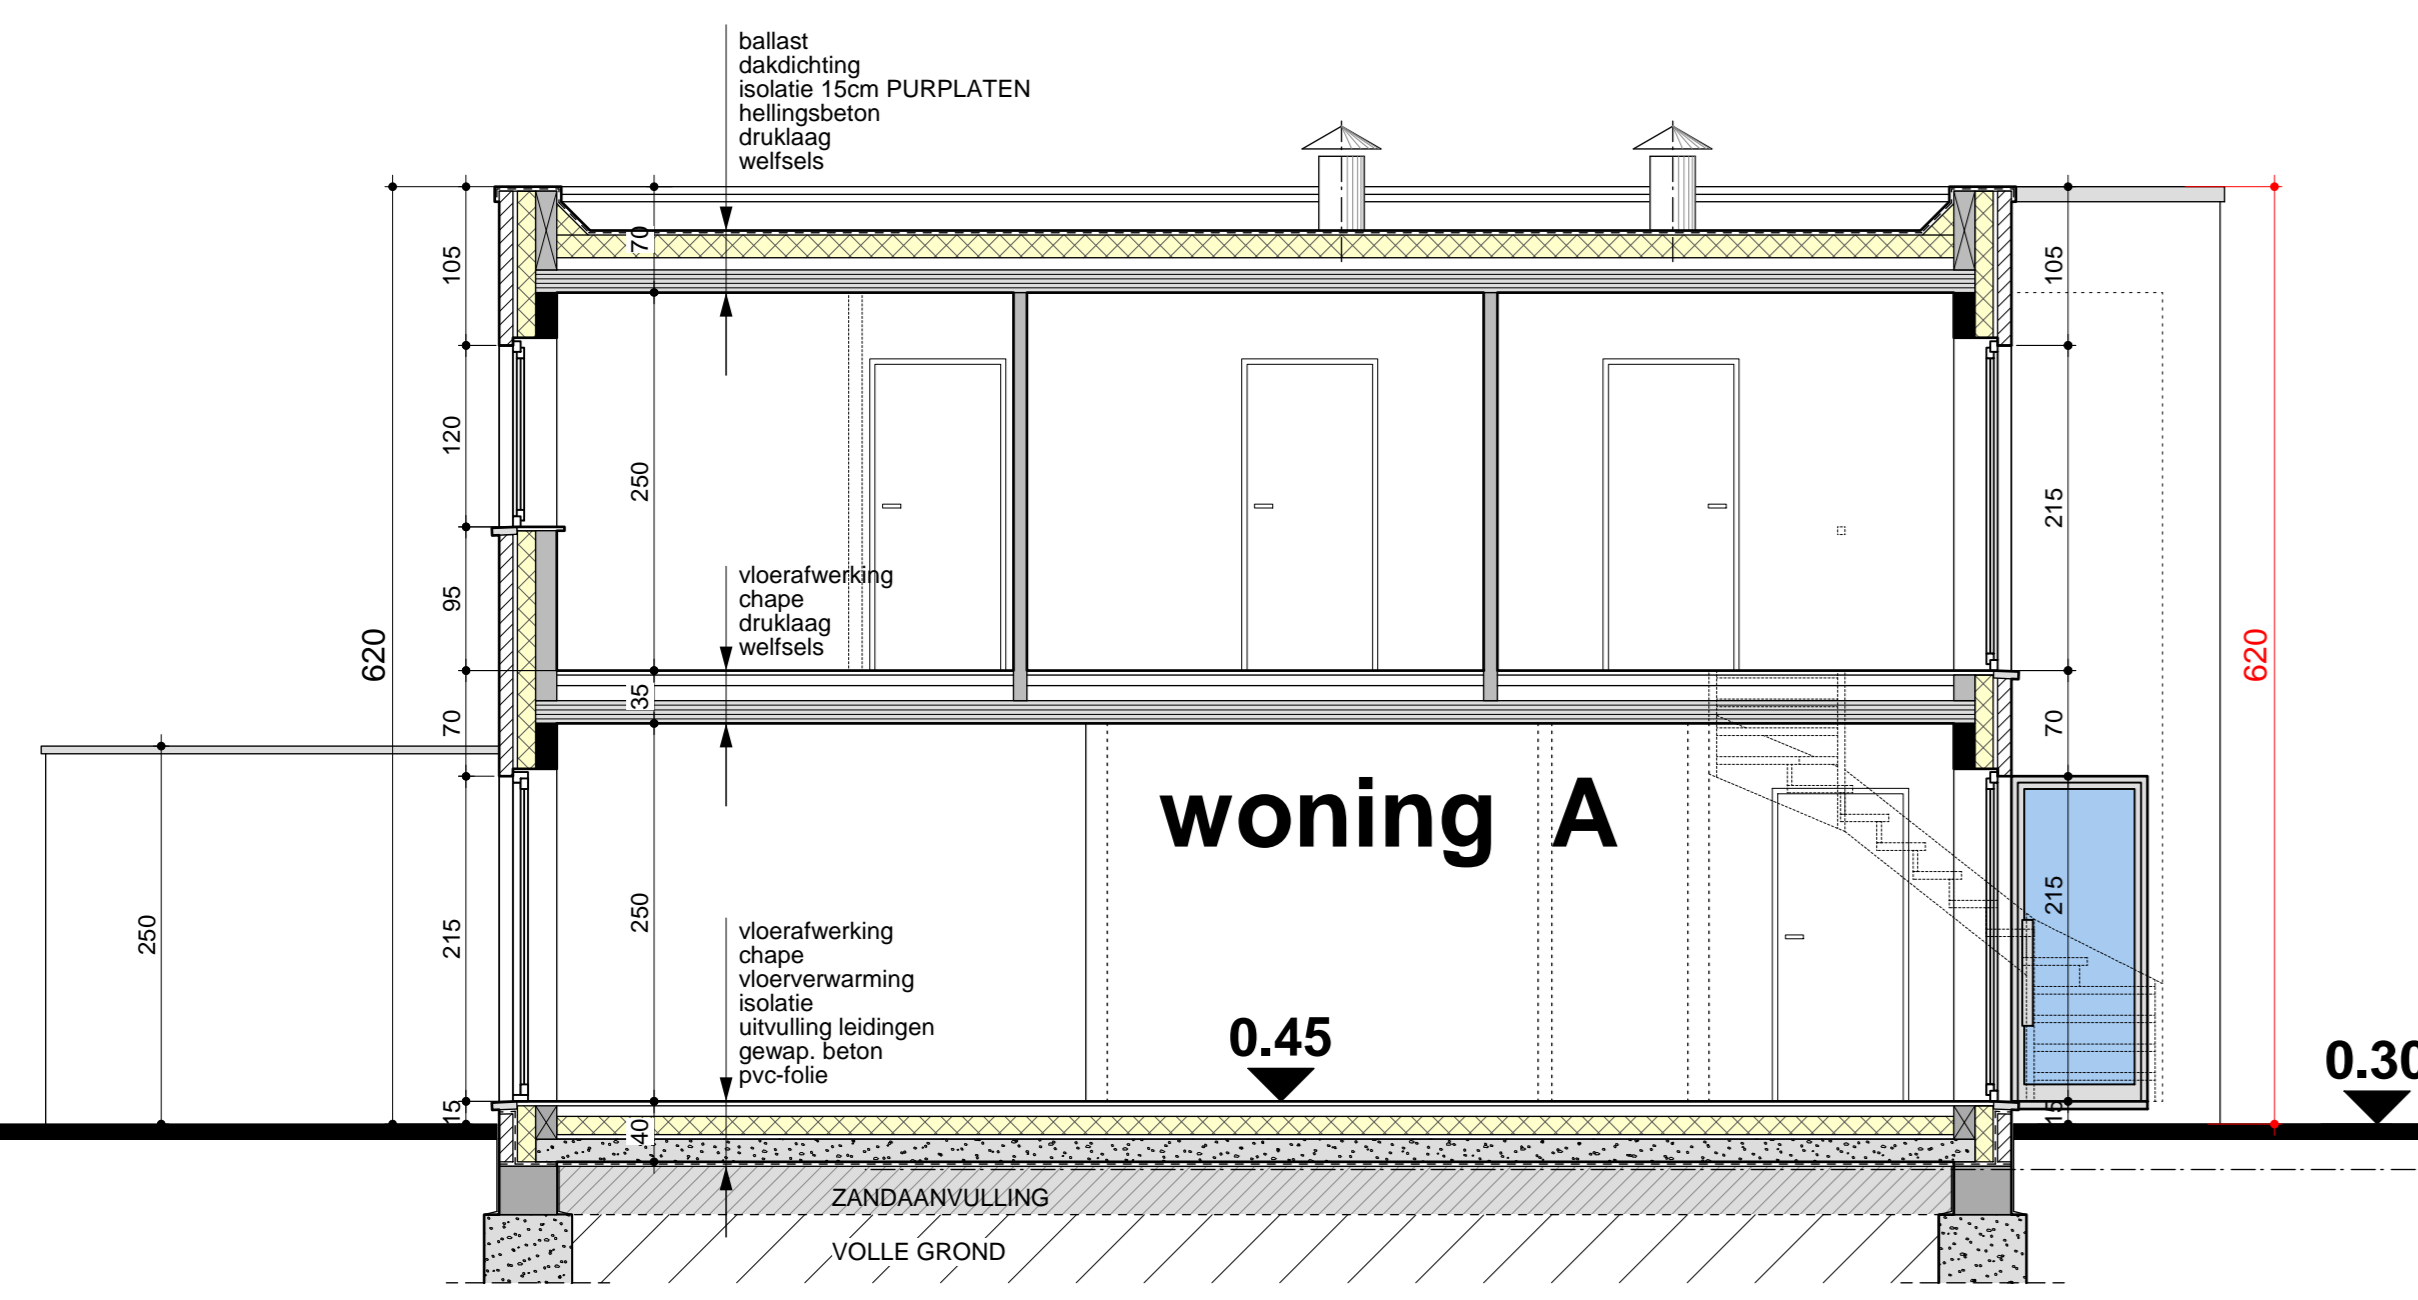 ballast
dakdichting
isolatie 15cm PURPLATEN
hellingsbeton
druklaag
welfsels
70
105
105
120
250
215
vloerafwerking
chape
druklaag
welfsels
95
620
620
35
70
70
woning A
250
250
215
215
vloerafwerking
chape
vloerverwarming
isolatie
uitvulling leidingen
gewap. beton
pvc-folie
0.45
0.30
15
15
40
ZANDAANVULLING
VOLLE GROND